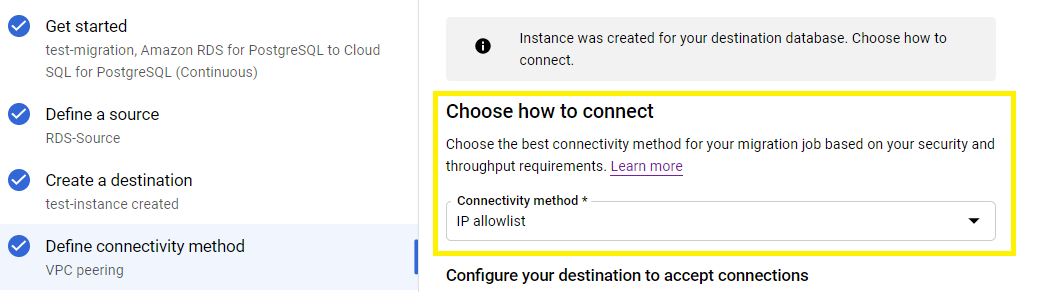 Get started
test-migration, Amazon RDS for PostgreSQL to Cloud
SQL for PostgreSQL (Continuous)
Define a source
RDS-Source
Create a destination
test-instance created
Define connectivity method
VPC peering
Instance was created for your destination database. Choose how to
connect.
Choose how to connect
Choose the best connectivity method for your migration job based on your security and
throughput requirements. Learn more
Connectivity method *
IP allowlist
Configure your destination to accept connections